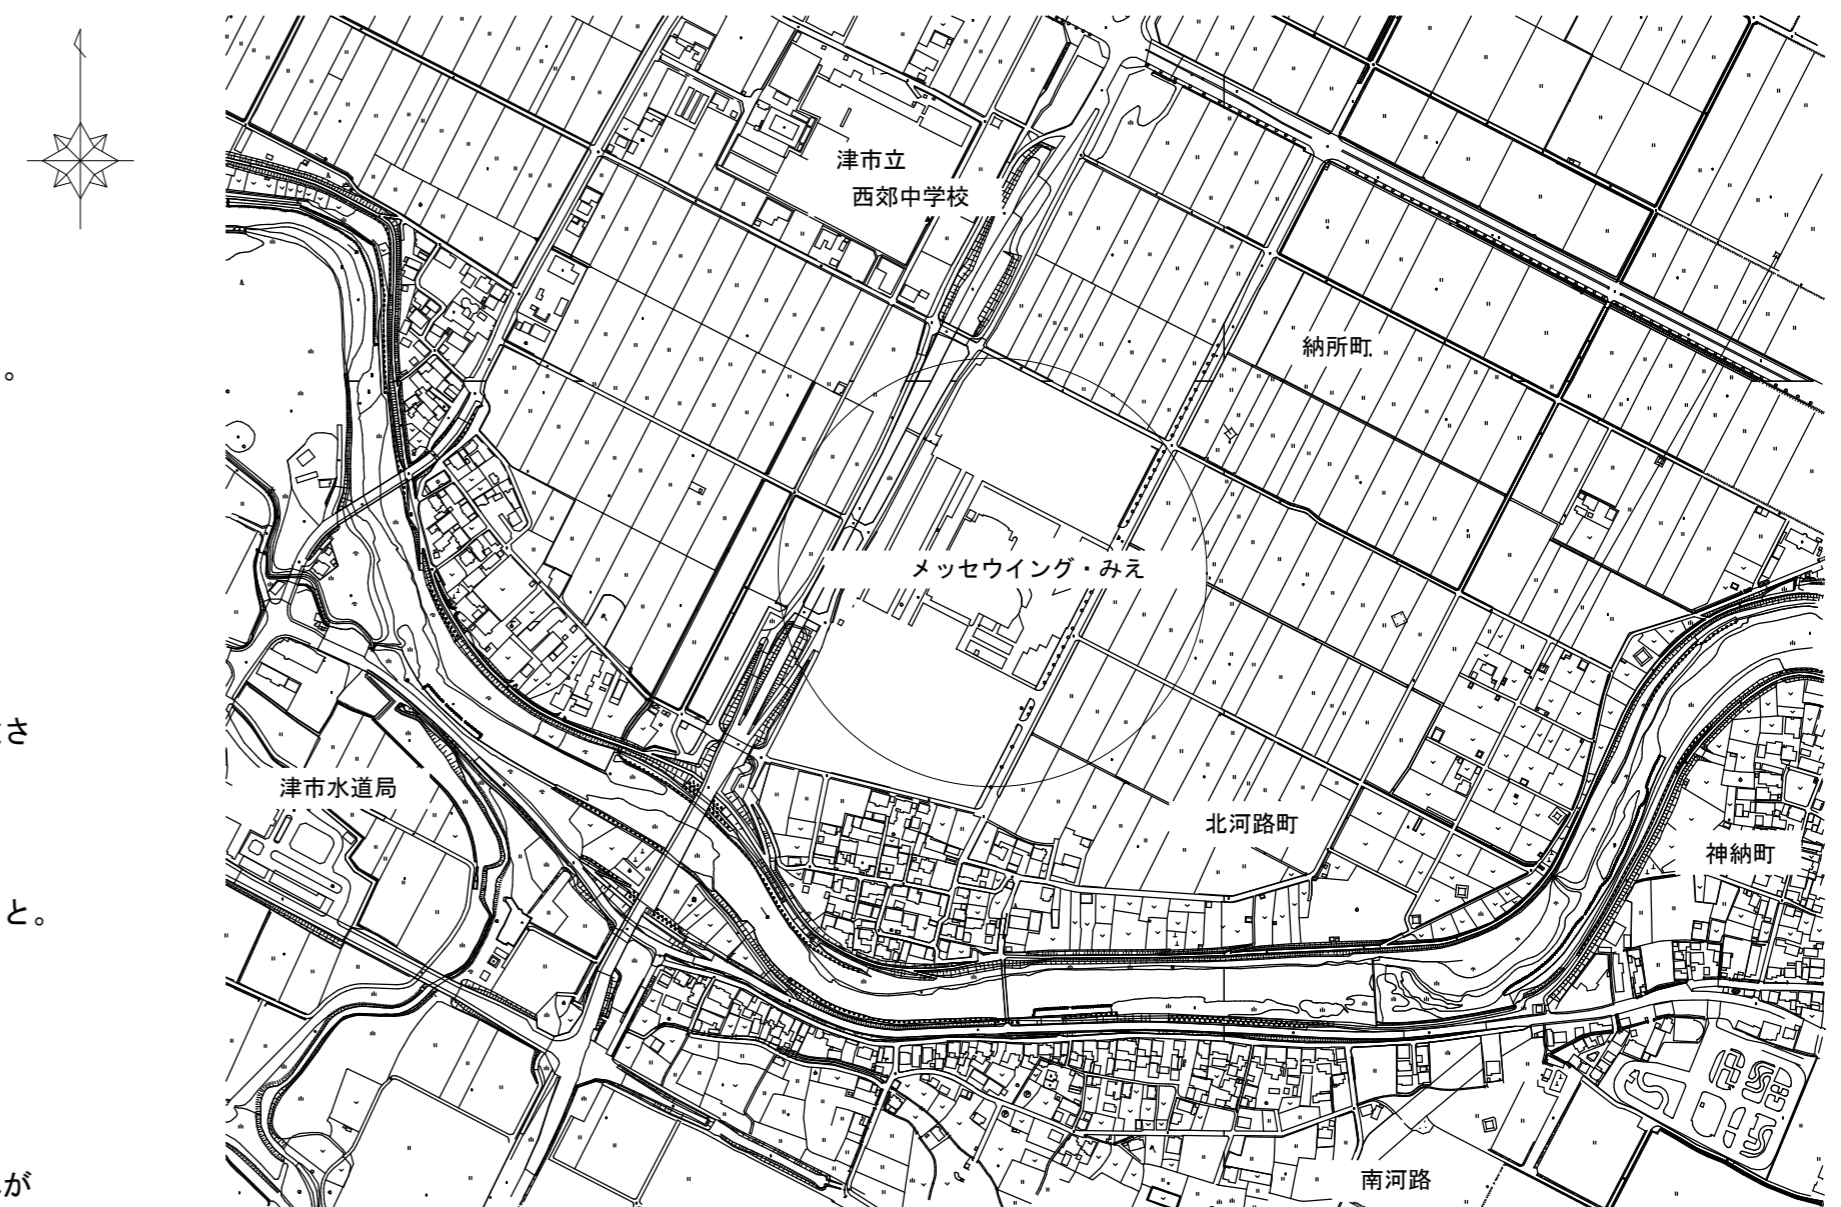 津市立
西郊中学校
納所町
。
メッセウイング・みえ
さ
津市水道局
北河路町
神納町
と。
が
南河路